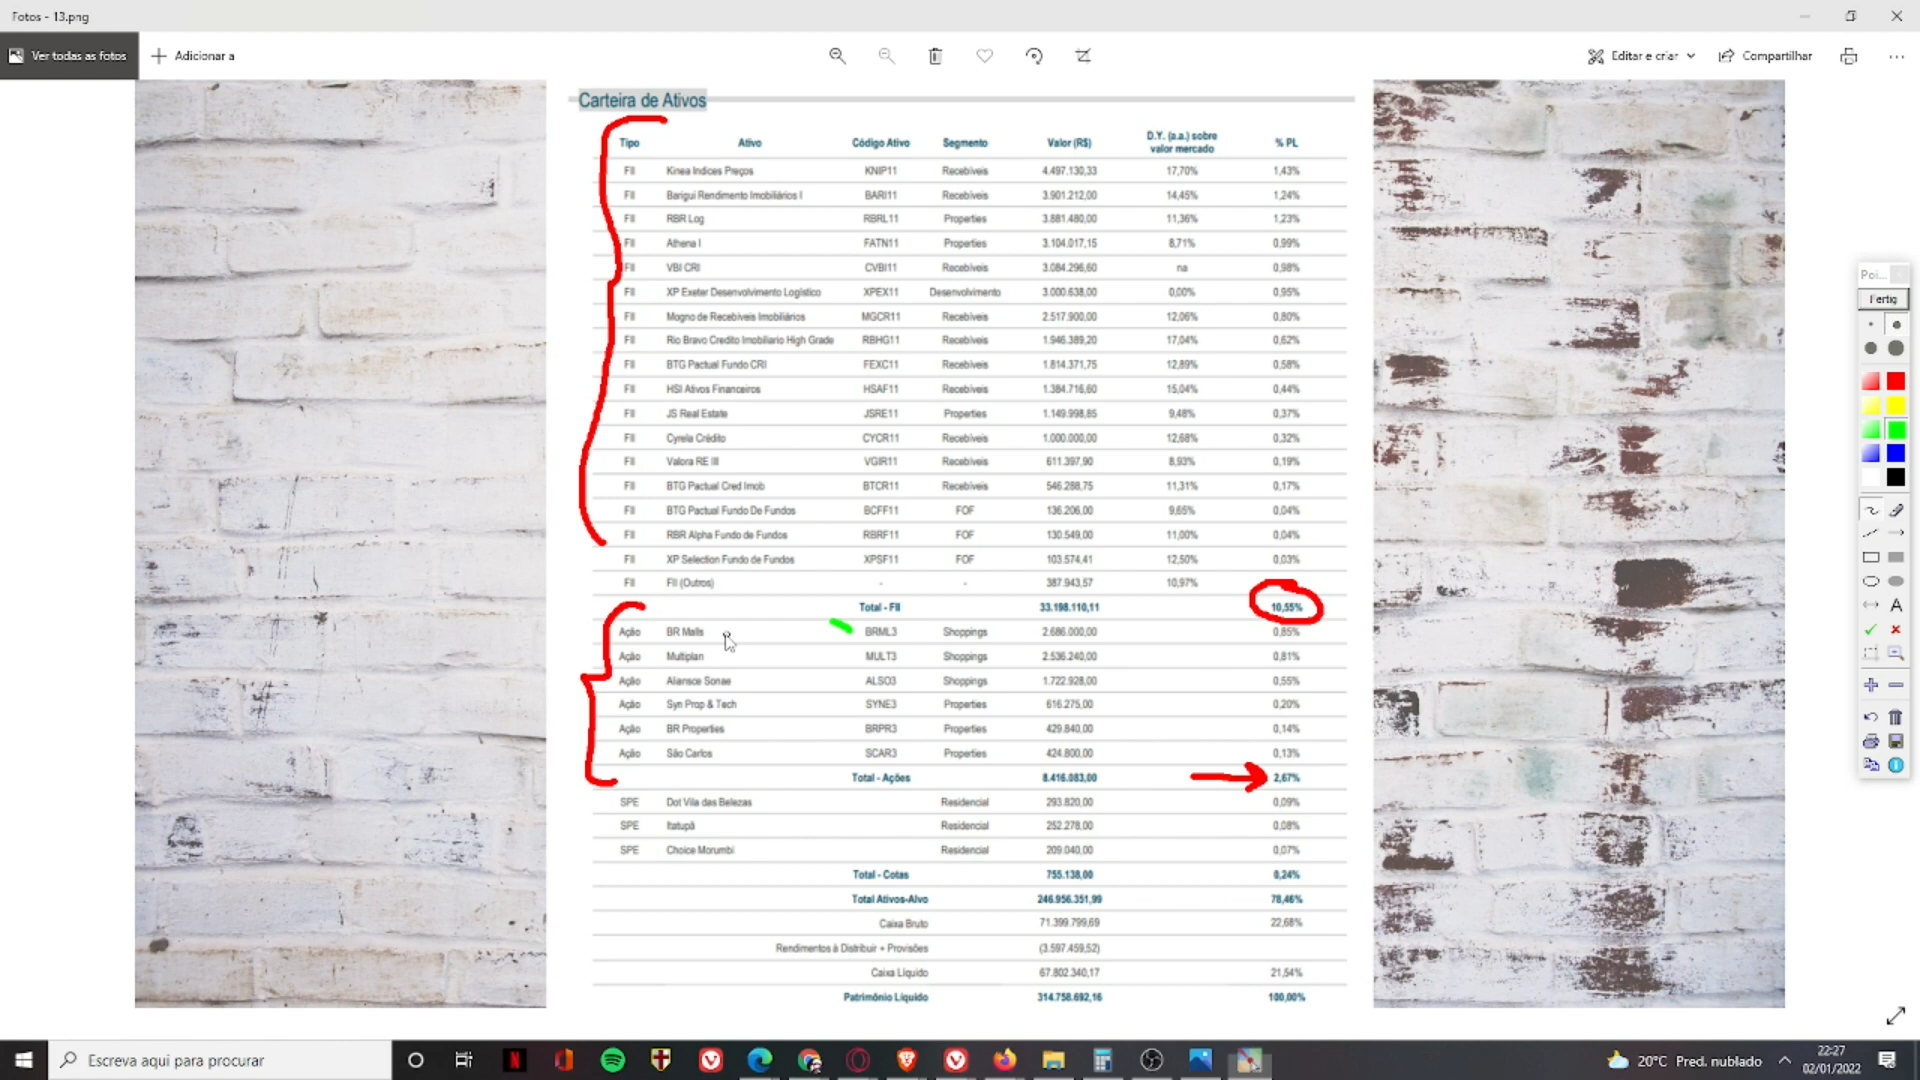 Fotos - 13.png
Ver todas as fotos
Adicionar a
Editar e criar
Compartilhar
Carteira de Ativos
Tipo Ativo Código Ativo Segmento Valor (R$) D.Y. (a.a.) sobre valor mercado % PL
FII Kinea Indices Preços KNIP11 Recebíveis 4.497.130,33 17,70% 1,43%
FII Barigui Rendimento Imobiliários I BARI11 Recebíveis 3.901.212,00 14,45% 1,24%
FII RBR Log RBRL11 Properties 3.881.480,00 11,36% 1,23%
FII Athena I FATN11 Properties 3.104.017,15 8,71% 0,99%
FII VBI CRI CVBI11 Recebíveis 3.084.296,60 na 0,98%
FII XP Exeter Desenvolvimento Logístico XPEX11 Desenvolvimento 3.000.638,00 0,00% 0,95%
FII Mogno de Recebíveis Imobiliários MGCR11 Recebíveis 2.517.900,00 12,06% 0,80%
FII Rio Bravo Credito Imobiliario High Grade RBHG11 Recebíveis 1.946.389,20 17,04% 0,62%
FII BTG Pactual Fundo CRI FEXC11 Recebíveis 1.814.371,75 12,89% 0,58%
FII HSI Ativos Financeiros HSAF11 Recebíveis 1.384.716,60 15,04% 0,44%
FII JS Real Estate JSRE11 Properties 1.149.998,85 9,48% 0,37%
FII Cyrela Crédito CYCR11 Recebíveis 1.000.000,00 12,68% 0,32%
FII Valora RE III VGIR11 Recebíveis 611.397,90 8,93% 0,19%
FII BTG Pactual Cred Imob BTCR11 Recebíveis 546.288,75 11,31% 0,17%
FII BTG Pactual Fundo De Fundos BCFF11 FOF 136.206,00 9,65% 0,04%
FII RBR Alpha Fundo de Fundos RBRF11 FOF 130.549,00 11,00% 0,04%
FII XP Selection Fundo de Fundos XPSF11 FOF 103.574,41 12,50% 0,03%
FII FII (Outros) - - 387.943,57 10,97%
Total - FII 33.198.110,11 10,55%
Ação BR Malls BRML3 Shoppings 2.686.000,00 0,85%
Ação Multiplan MULT3 Shoppings 2.536.240,00 0,81%
Ação Aliansce Sonae ALSO3 Shoppings 1.722.928,00 0,55%
Ação Syn Prop & Tech SYNE3 Properties 616.275,00 0,20%
Ação BR Properties BRPR3 Properties 429.840,00 0,14%
Ação São Carlos SCAR3 Properties 424.800,00 0,13%
Total - Ações 8.416.083,00 2,67%
SPE Dot Vila das Belezas Residencial 293.820,00 0,09%
SPE Itatupã Residencial 252.278,00 0,08%
SPE Choice Morumbi Residencial 209.040,00 0,07%
Total - Cotas 755.138,00 0,24%
Total Ativos-Alvo 246.956.351,99 78,46%
Caixa Bruto 71.399.799,69 22,68%
Rendimentos à Distribuir + Provisões (3.597.459,52)
Caixa Líquido 67.802.340,17 21,54%
Patrimônio Líquido 314.758.692,16 100,00%
Poi...
Fertig
A
Escreva aqui para procurar
20°C Pred. nublado
22:27
02/01/2022